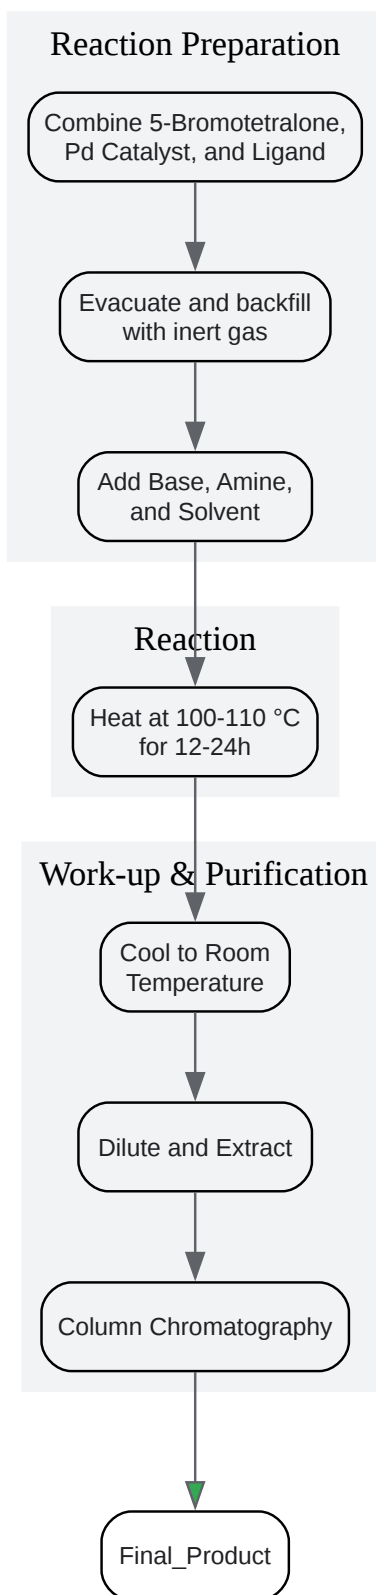 Reaction Preparation
Combine 5-Bromotetralone,
Pd Catalyst, and Ligand
Evacuate and backfill
with inert gas
Add Base, Amine,
and Solvent
Reaction
Heat at 100-110 °C
for 12-24h
Work-up & Purification
Cool to Room
Temperature
Dilute and Extract
Column Chromatography
Final_Product